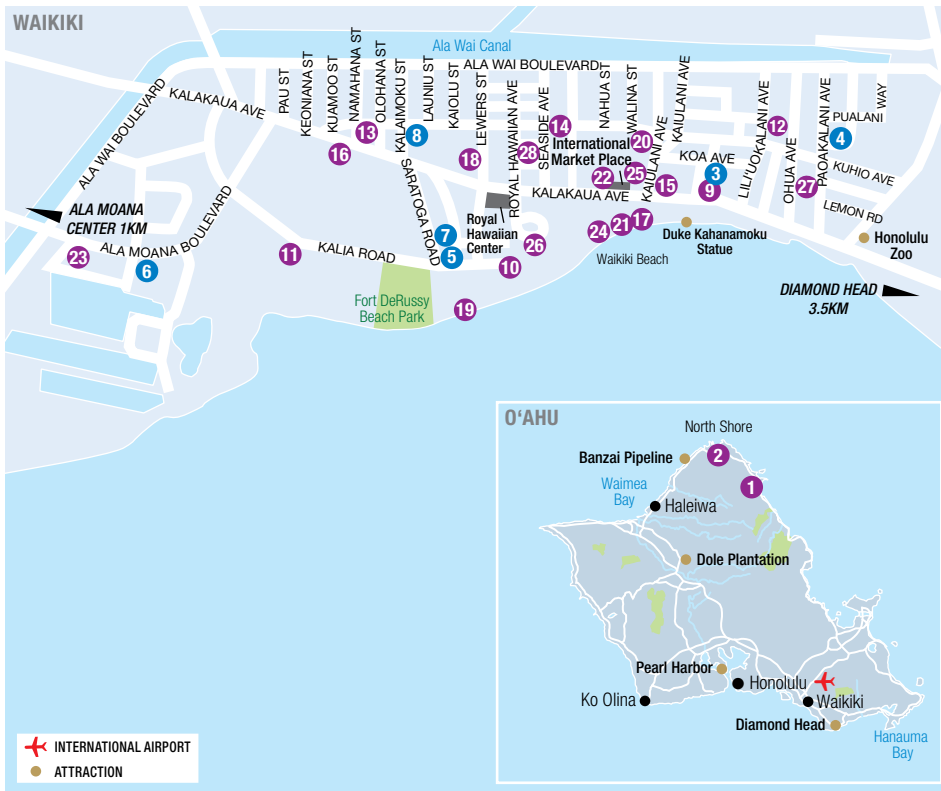 WAIKIKI
Ala Wai Canal
ALA WAI BOULEVARD
ALA WAI BOULEVARD
KALAKAUA AVE
PAU ST
KEONIANA ST
KUAMOO ST
NAMAHANA ST
OLOHANA ST
KALAIMOKU ST
LAUNIU ST
KAIOLU ST
LEWERS ST
ROYAL HAWAIIAN AVE
SEASIDE AVE
NAHUA ST
WALINA ST
KAIULANI AVE
KAIULANI AVE
LILI'UOKALANI AVE
OHUA AVE
PAOAKALANI AVE
PUALANI
WAY
13
8
14
12
4
16
18
28
International
Market Place
20
KOA AVE
KUHIO AVE
22
25
15
3
9
27
SARATOGA ROAD
KALAKAUA AVE
LEMON RD
ALA MOANA
CENTER 1KM
ALA MOANA BOULEVARD
23
6
11
KALIA ROAD
7
5
Royal
Hawaiian
Center
26
10
24
21
17
Waikiki Beach
Duke Kahanamoku
Statue
Honolulu
Zoo
DIAMOND HEAD
3.5KM
Fort DeRussy
Beach Park
19
O'AHU
North Shore
Banzai Pipeline
2
1
Waimea
Bay
Haleiwa
Dole Plantation
Pearl Harbor
Honolulu
Ko Olina
Waikiki
Diamond Head
Hanauma
Bay
INTERNATIONAL AIRPORT
ATTRACTION